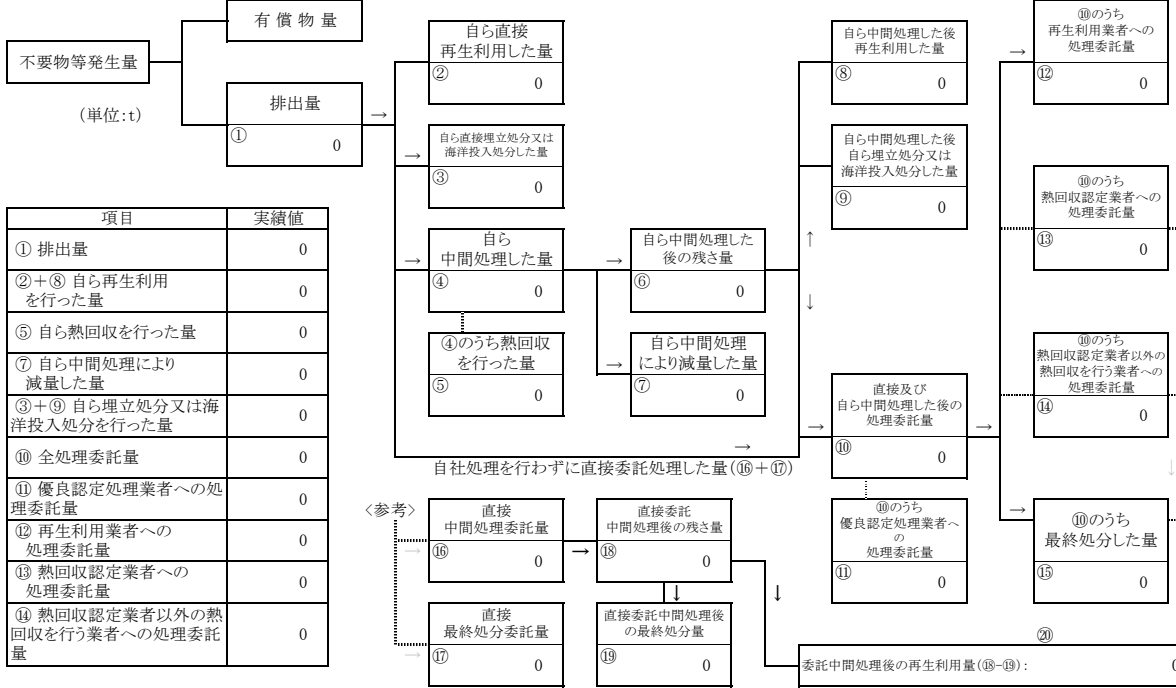 有 償 物 量
不要物等発生量
(単位:t)
排出量
①
0
→
自ら直接
再生利用した量
②
0
→
自ら直接埋立処分又は
海洋投入処分した量
③
0
→
自ら
中間処理した量
④
0
④のうち熱回収
を行った量
⑤
0
→
自ら中間処理した
後の残さ量
⑥
0
→
自ら中間処理
により減量した量
⑦
0
自ら中間処理した後
再生利用した量
⑧
0
自ら中間処理した後
自ら埋立処分又は
海洋投入処分した量
⑨
0
↑
↓
→
→
直接及び
自ら中間処理した後の
処理委託量
⑩
0
→
⑩のうち
優良認定処理業者へ
の
処理委託量
⑪
0
→
⑩のうち
再生利用業者への
処理委託量
⑫
0
⑩のうち
熱回収認定業者への
処理委託量
⑬
0
⑩のうち
熱回収認定業者以外の
熱回収を行う業者への
処理委託量
⑭
0
↓
→
⑩のうち
最終処分した量
⑮
0
自社処理を行わずに直接委託処理した量(⑯+⑰)
<参考>
→
直接
中間処理委託量
⑯
0
→
直接委託
中間処理後の残さ量
⑱
0
↓
↓
→
直接
最終処分委託量
⑰
0
直接委託中間処理後
の最終処分量
⑲
0
⑳
委託中間処理後の再生利用量(⑱-⑲):
0
項目 実績値
① 排出量 0
②+⑧ 自ら再生利用
を行った量 0
⑤ 自ら熱回収を行った量 0
⑦ 自ら中間処理により
減量した量 0
③+⑨ 自ら埋立処分又は海
洋投入処分を行った量 0
⑩ 全処理委託量 0
⑪ 優良認定処理業者への処
理委託量 0
⑫ 再生利用業者への
処理委託量 0
⑬ 熱回収認定業者への
処理委託量 0
⑭ 熱回収認定業者以外の熱
回収を行う業者への処理委託
量 0